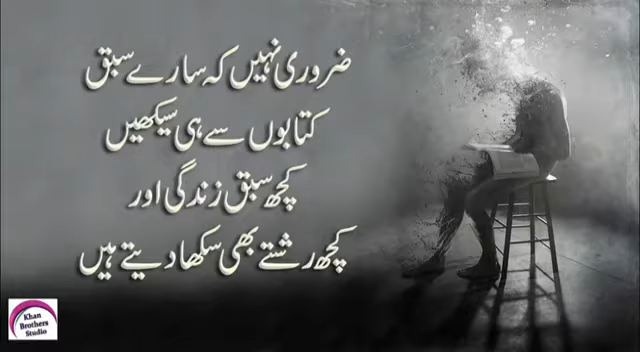 ضروری نہیں کہ سارے سبق
کتابوں سے ہی سیکھیں
کچھ سبق زندگی اور
کچھ رشتے بھی سکھا دیتے ہیں
Khan
Brothers
Studio